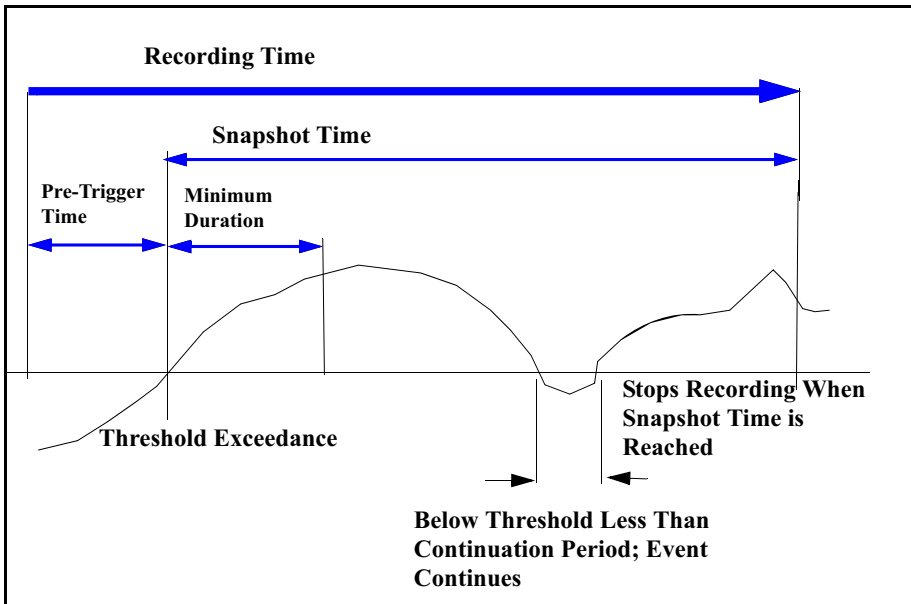 Recording Time
Snapshot Time
Pre-Trigger
Time
Minimum
Duration
Threshold Exceedance
Stops Recording When
Snapshot Time is
Reached
Below Threshold Less Than
Continuation Period; Event
Continues